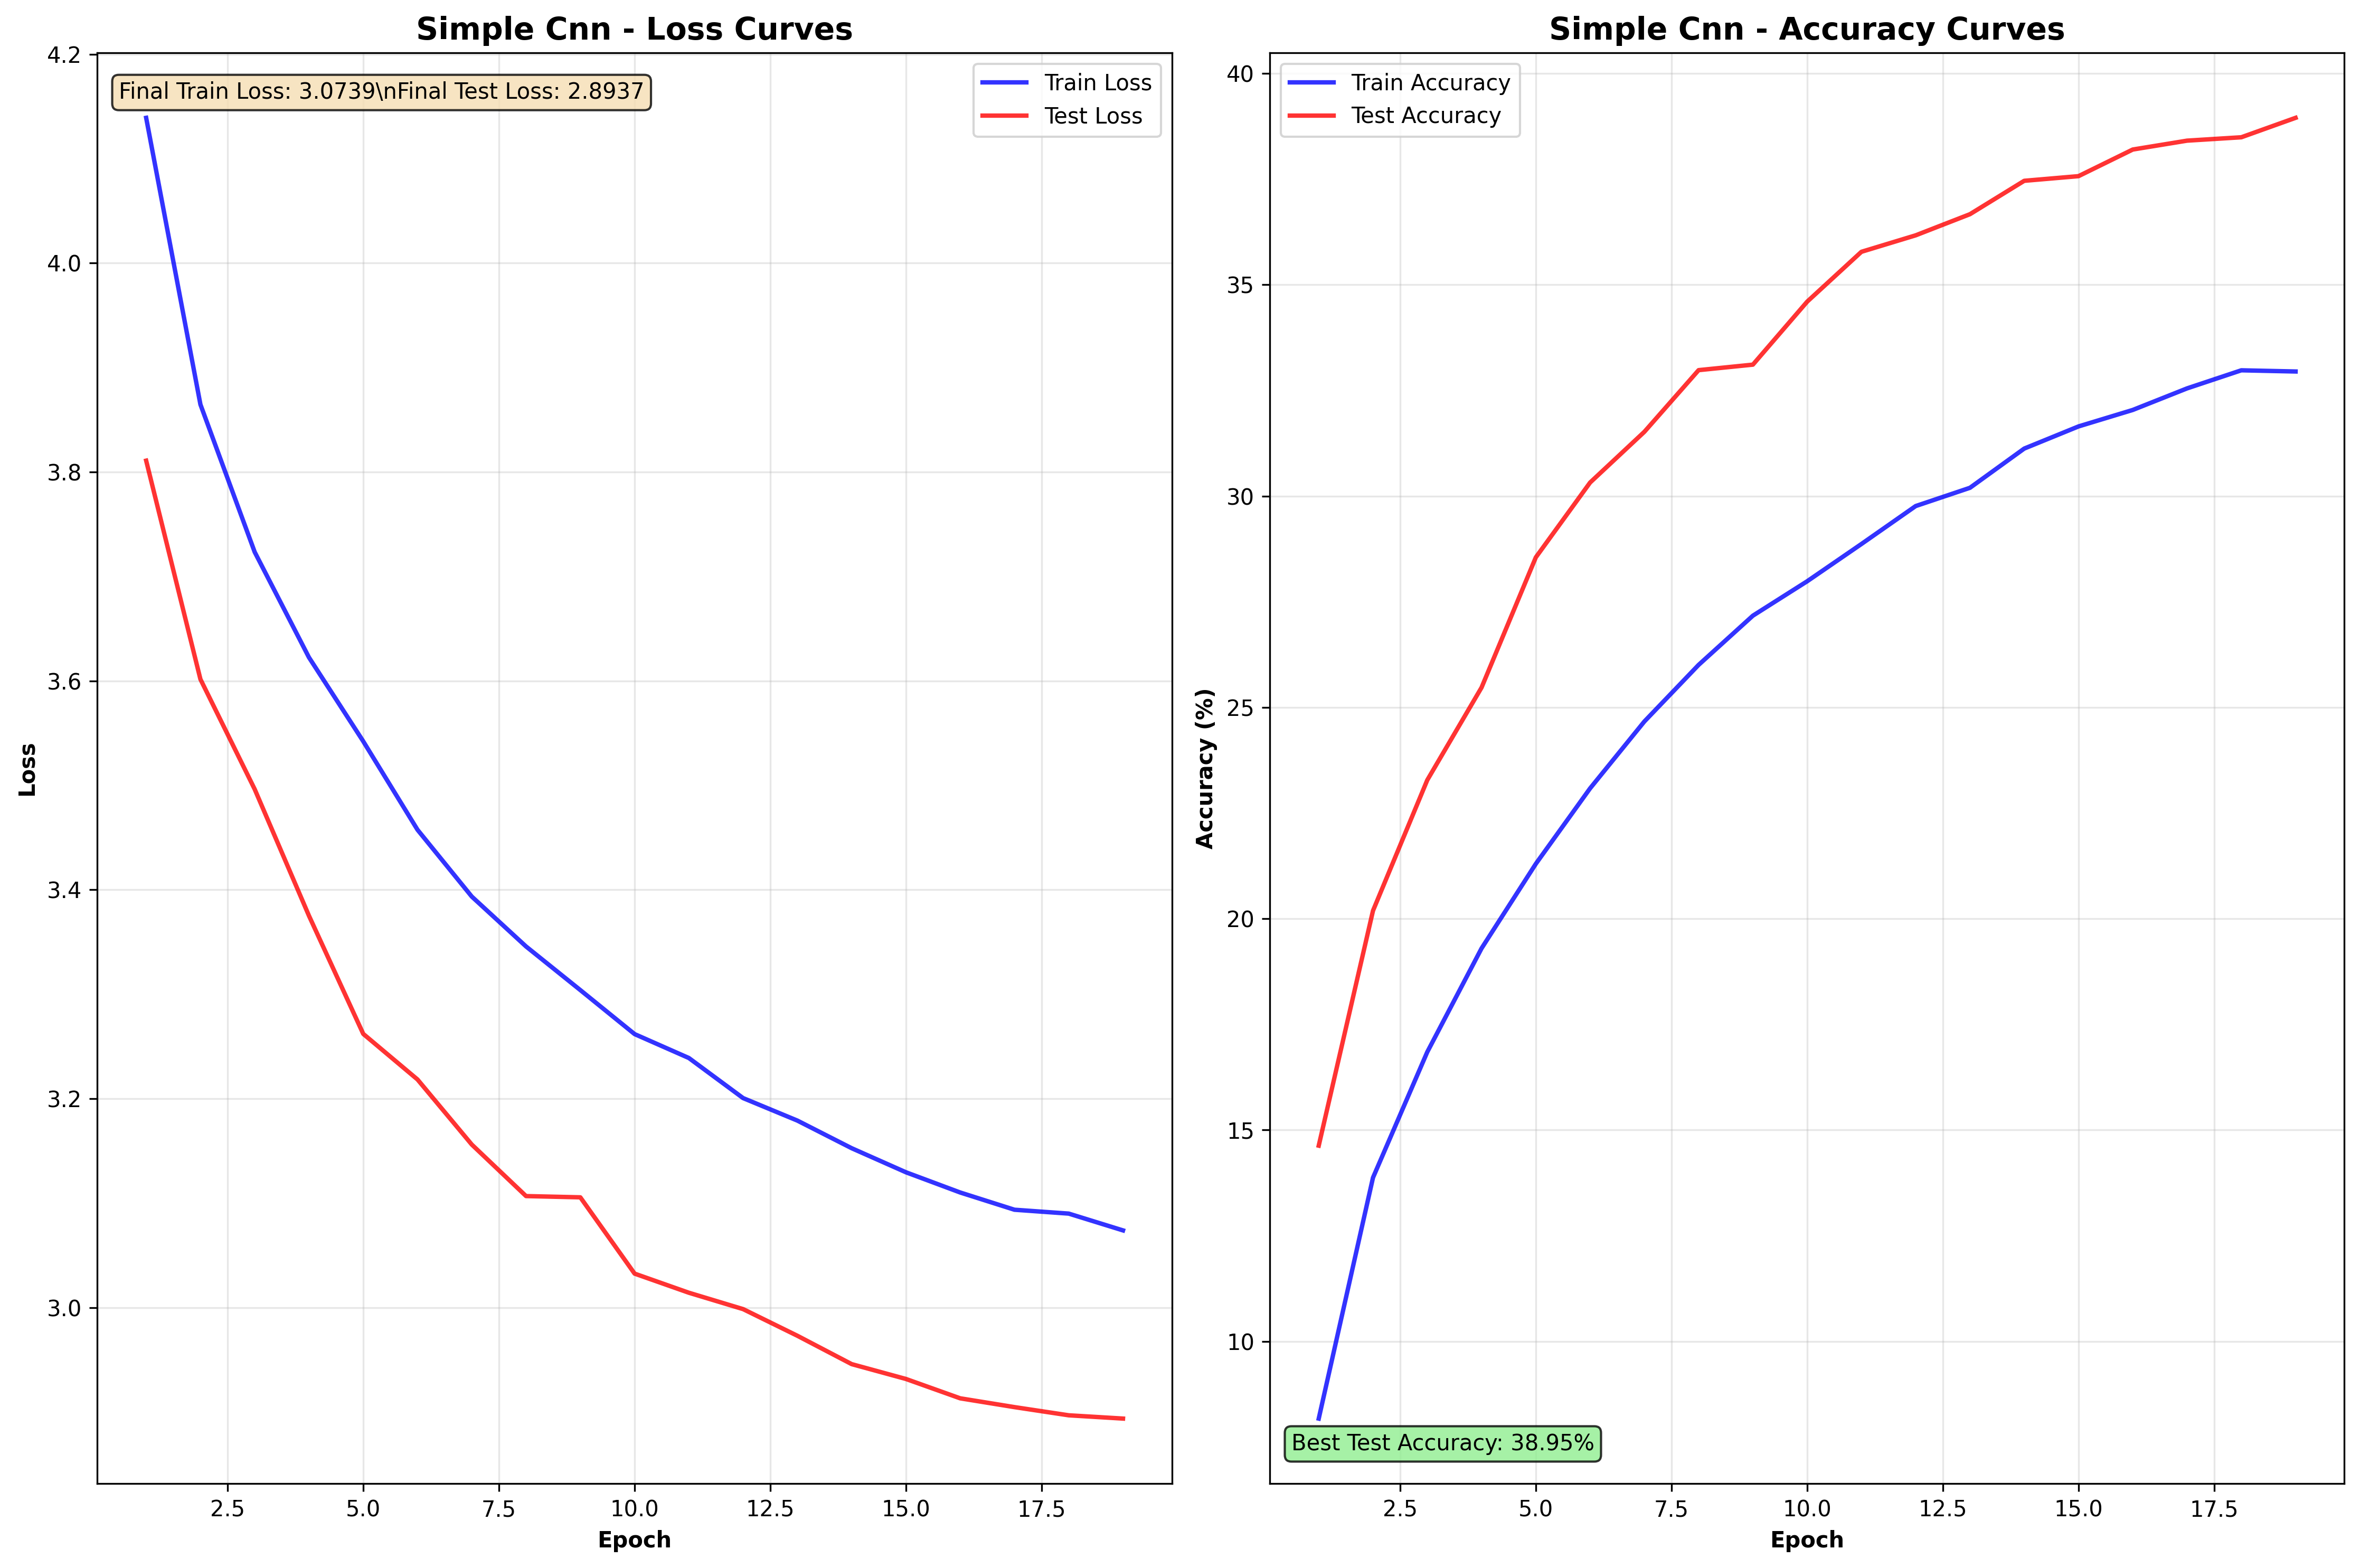 Simple Cnn - Loss Curves
4.2
4.0
3.8
3.6
3.4
3.2
3.0
Loss
Final Train Loss: 3.0739\nFinal Test Loss: 2.8937
Train Loss
Test Loss
2.5 5.0 7.5 10.0 12.5 15.0 17.5
Epoch
Simple Cnn - Accuracy Curves
40
35
30
25
20
15
10
Accuracy (%)
Train Accuracy
Test Accuracy
Best Test Accuracy: 38.95%
2.5 5.0 7.5 10.0 12.5 15.0 17.5
Epoch